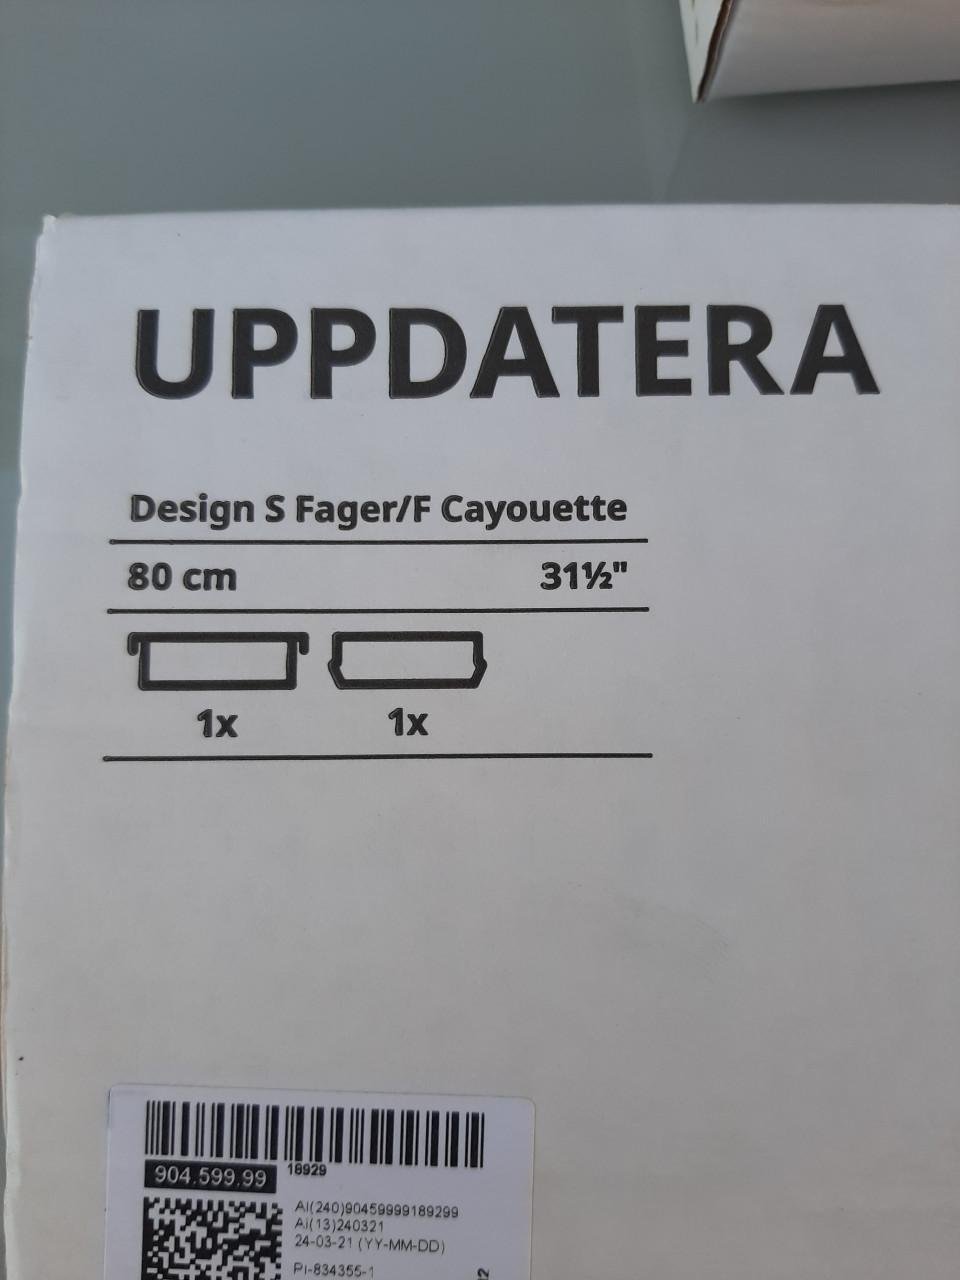 UPPDATERA
Design S Fager/F Cayouette
80 cm 31½"
1x 1x
904.599.99 18929
AI(240)90459999189299
AI(13)240321
24-03-21 (YY-MM-DD)
PI-834355-1